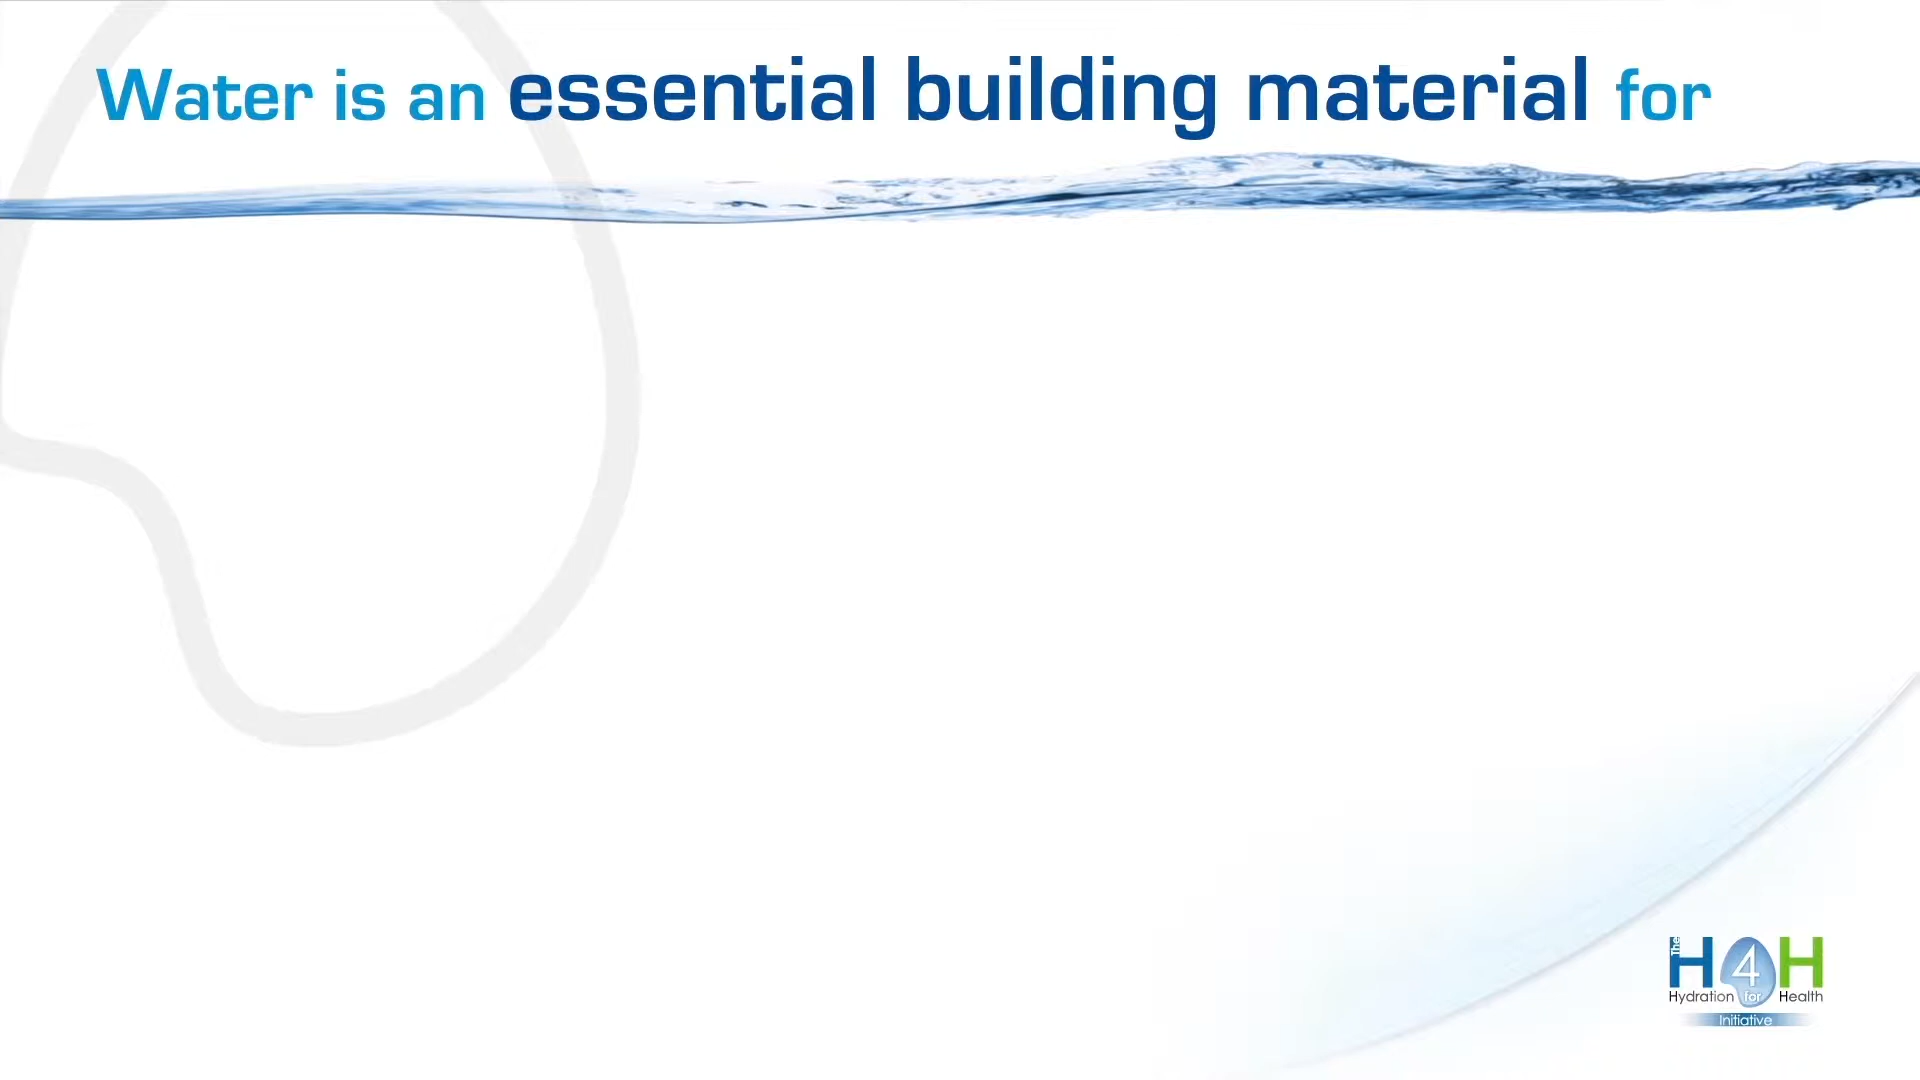 Water is an essential building material for
The
H4H
Hydration for Health
Initiative